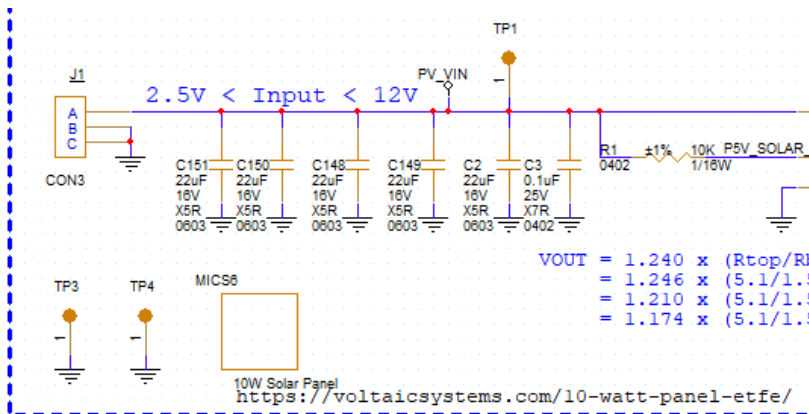 TP1
J1
PV_VIN
2.5V < Input < 12V
1
A
B
C
CON3
C151 C150 C148 C149 C2 C3
22uF 22uF 22uF 22uF 22uF 0.1uF
16V 16V 16V 16V 16V 25V
X5R X5R X5R X5R X5R X7R
0603 0603 0603 0603 0603 0402
R1 ±1% 10K P5V_SOLAR_
0402 1/16W
VOUT = 1.240 x (Rtop/R
= 1.246 x (5.1/1.5
= 1.210 x (5.1/1.5
= 1.174 x (5.1/1.5
TP3 TP4 MICS6
1 1
10W Solar Panel
https://voltaicsystems.com/10-watt-panel-etfe/